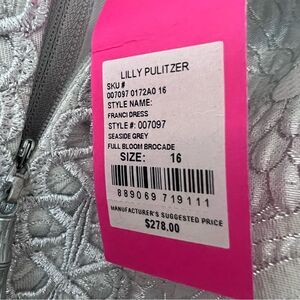 LILLY PULITZER
SKU #
007097 0172A0 16
STYLE NAME:
FRANCI DRESS
STYLE #: 007097
SEASIDE GREY
FULL BLOOM BROCADE
SIZE: 16
889069 719111
MANUFACTURER'S SUGGESTED PRICE
$278.00